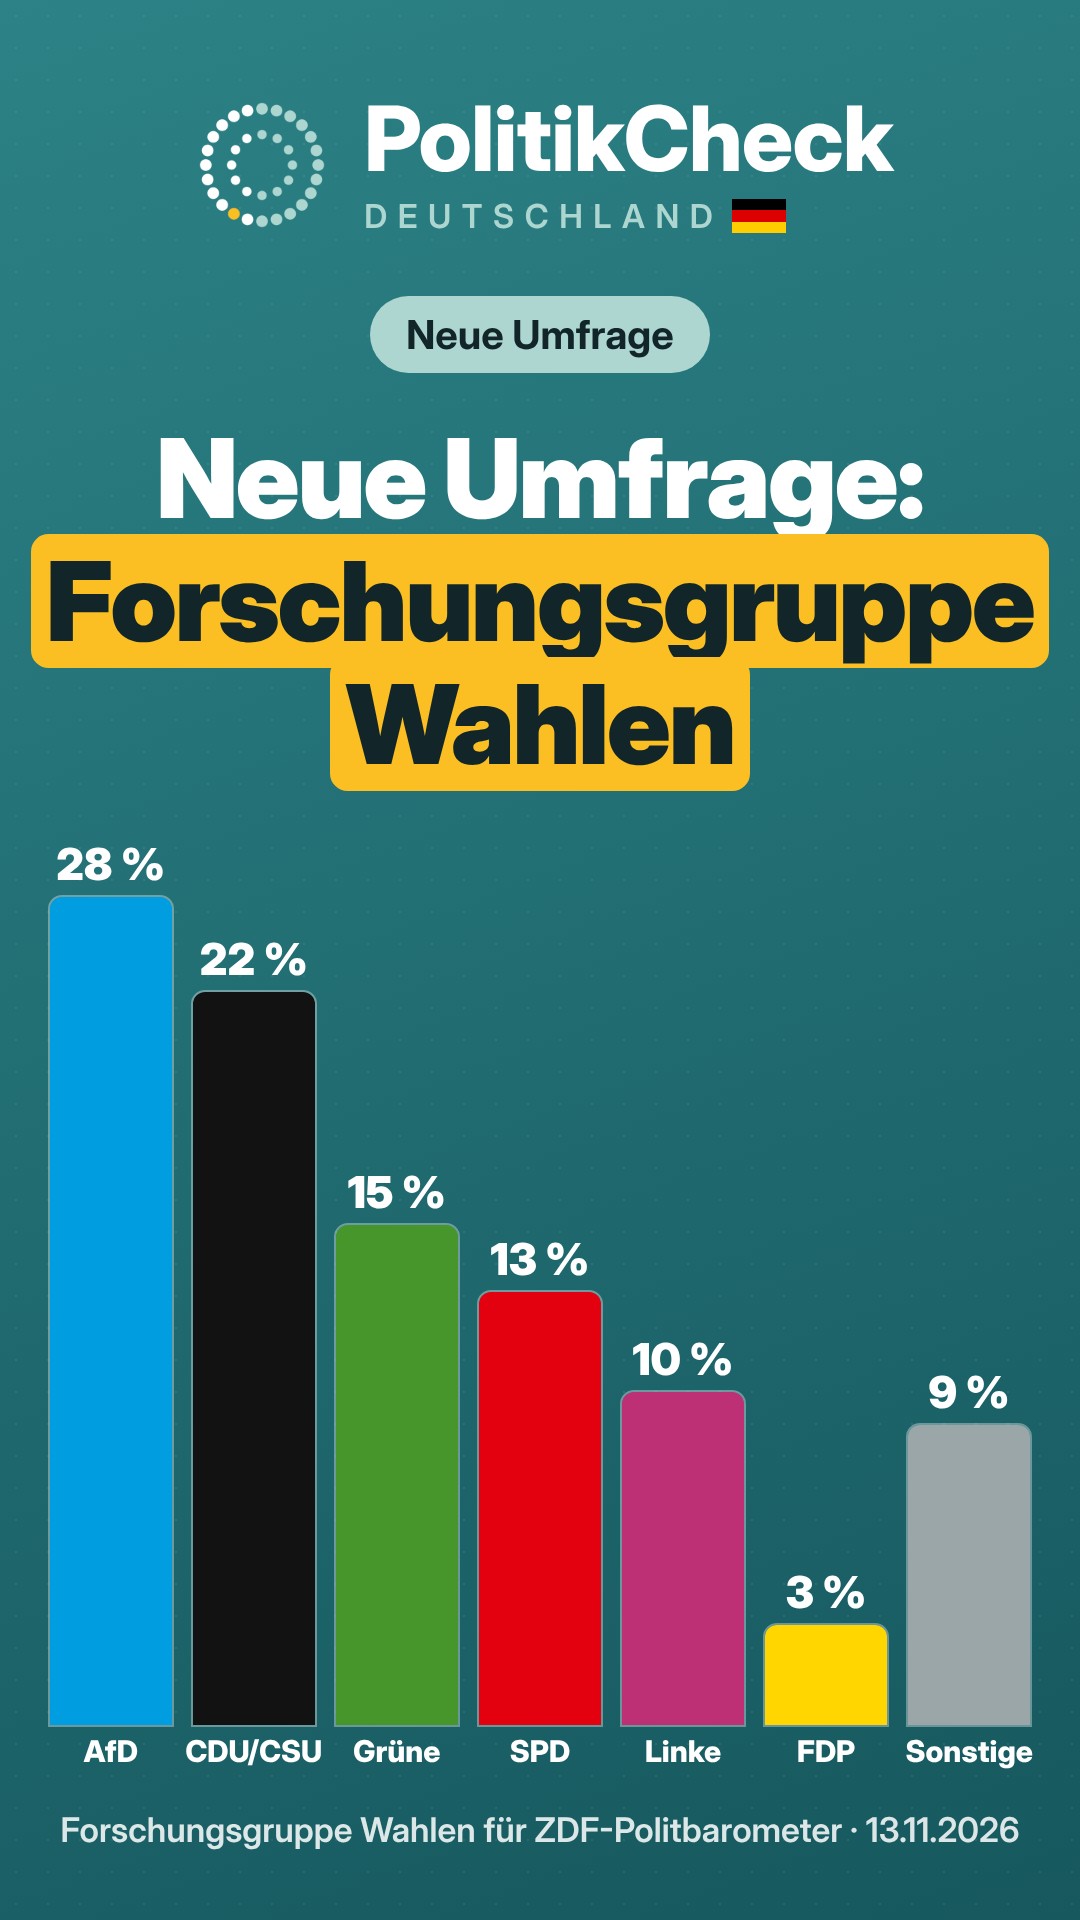 PolitikCheck
DEUTSCHLAND
Neue Umfrage
Neue Umfrage:
Forschungsgruppe
Wahlen
28 %
22 %
15 %
13 %
10 %
3 %
9 %
AfD
CDU/CSU
Grüne
SPD
Linke
FDP
Sonstige
Forschungsgruppe Wahlen für ZDF-Politbarometer · 13.11.2026